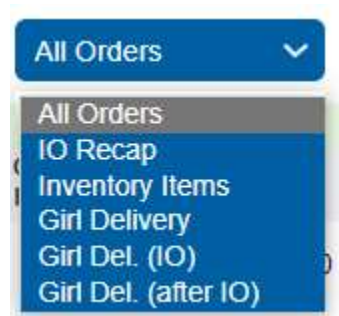 All Orders
All Orders
IO Recap
Inventory Items
Girl Delivery
Girl Del. (IO)
Girl Del. (after IO)